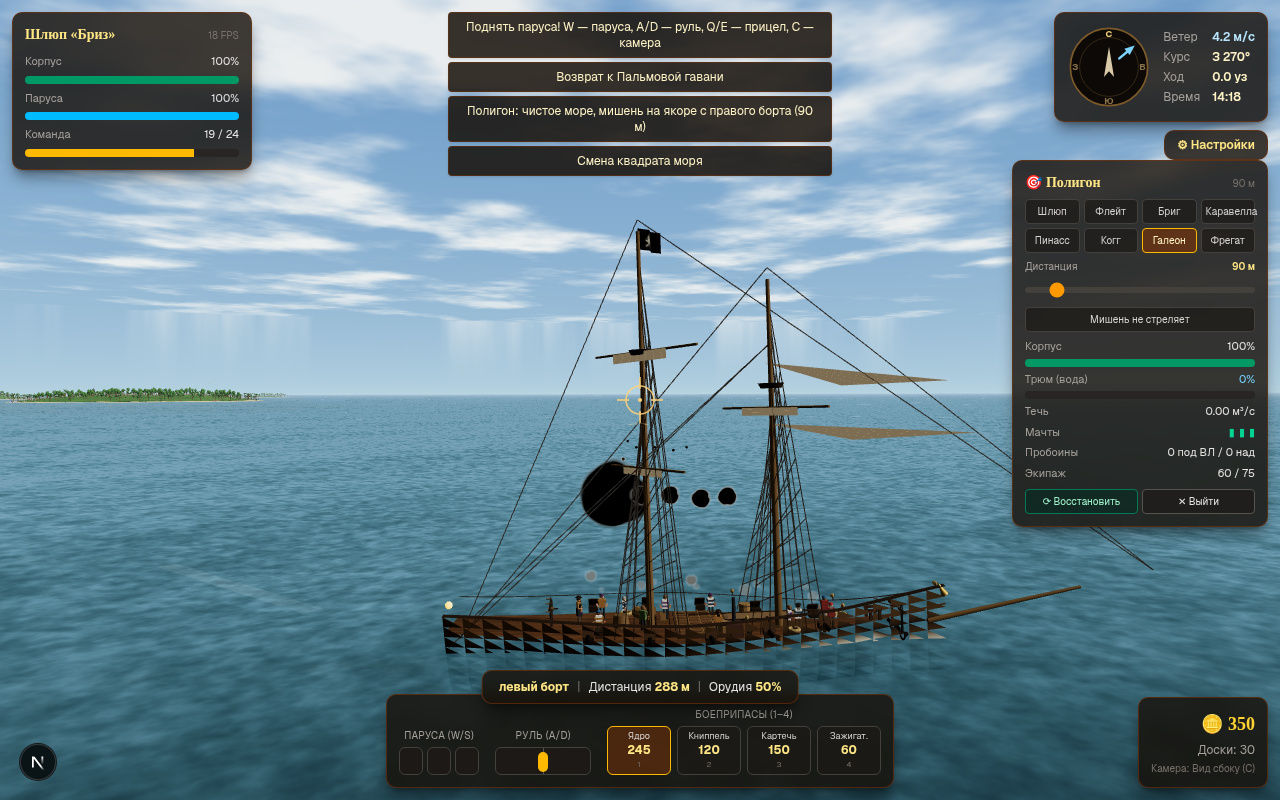 Шлюп «Бриз»
18 FPS
Корпус 100%
Паруса 100%
Команда 19 / 24
Поднять паруса! W — паруса, A/D — руль, Q/E — прицел, C —
камера
Возврат к Пальмовой гавани
Полигон: чистое море, мишень на якоре с правого борта (90
м)
Смена квадрата моря
С
З
В
Ю
Ветер 4.2 м/с
Курс З 270°
Ход 0.0 уз
Время 14:18
⚙ Настройки
🎯 Полигон 90 м
Шлюп Флейт Бриг Каравелла
Пинасс Когг Галеон Фрегат
Дистанция 90 м
Мишень не стреляет
Корпус 100%
Трюм (вода) 0%
Течь 0.00 м³/с
Мачты
Пробоины 0 под ВЛ / 0 над
Экипаж 60 / 75
⟳ Восстановить ✕ Выйти
левый борт | Дистанция 288 м | Орудия 50%
БОЕПРИПАСЫ (1–4)
ПАРУСА (W/S) РУЛЬ (A/D)
Ядро Книппель Картечь Зажигат.
245 120 150 60
1 2 3 4
🪙 350
Доски: 30
Камера: Вид сбоку (C)
N